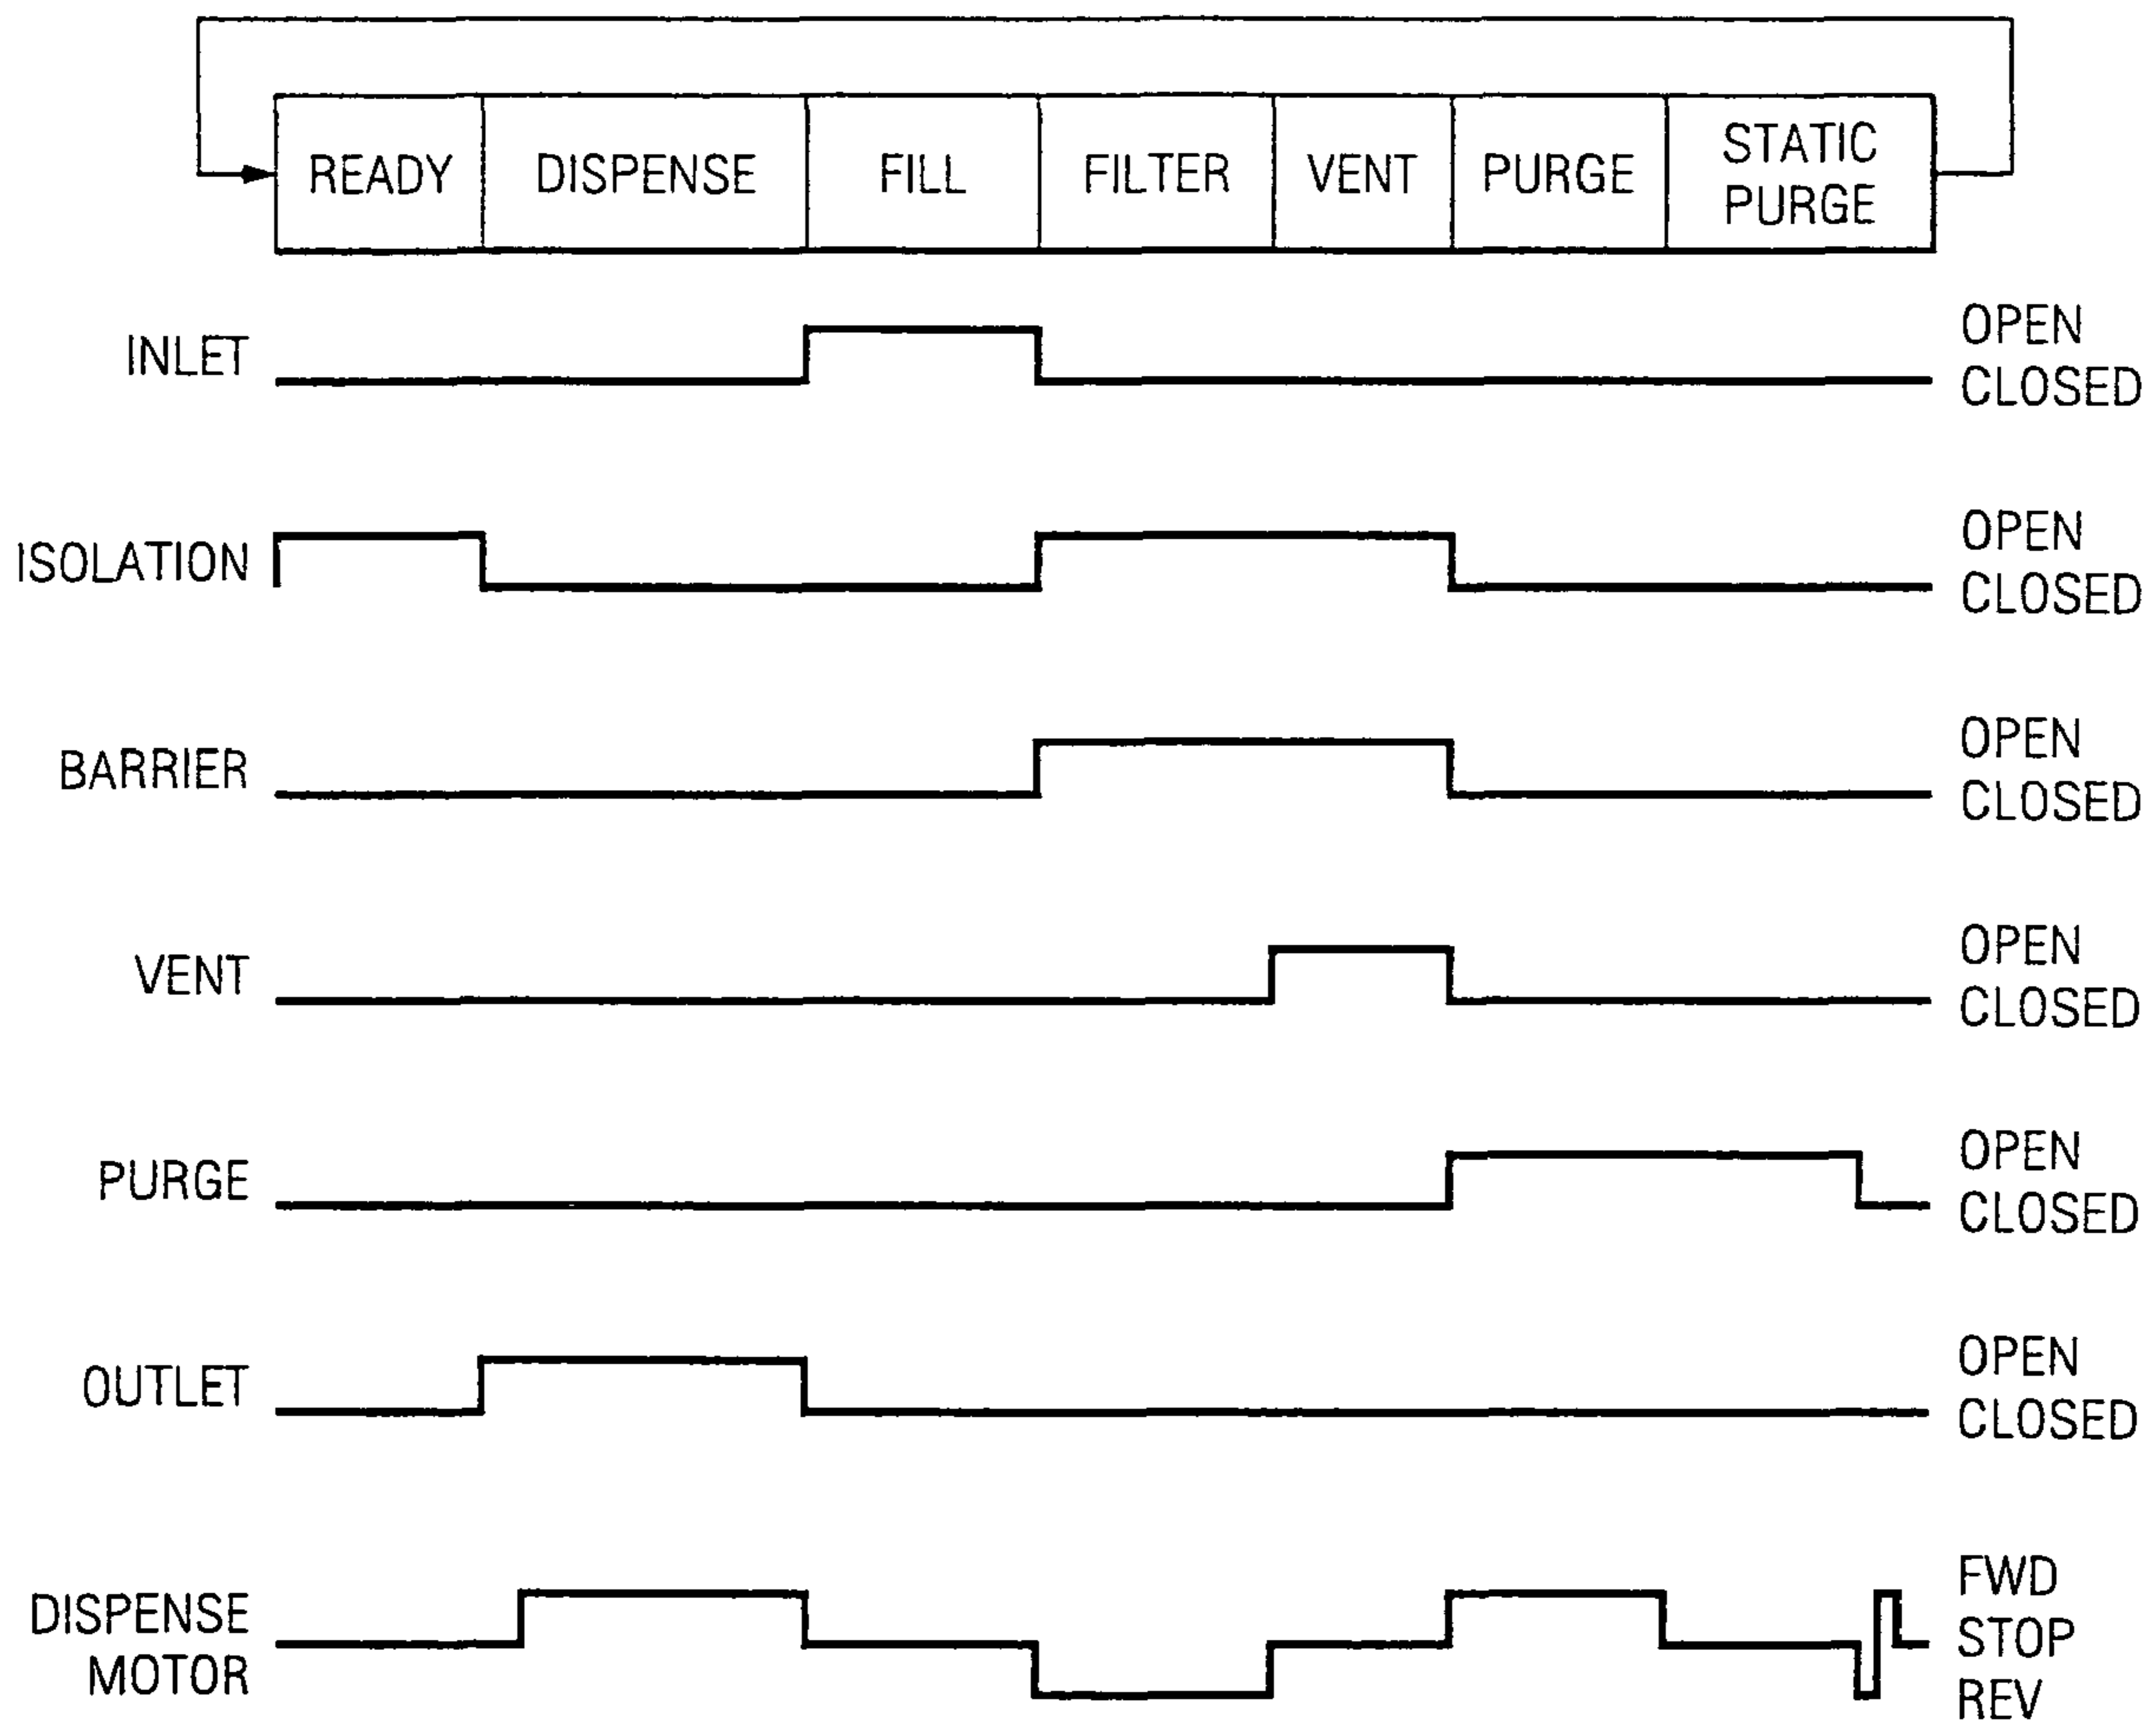 READY DISPENSE FILL FILTER VENT PURGE STATIC
PURGE
INLET OPEN
CLOSED
ISOLATION OPEN
CLOSED
BARRIER OPEN
CLOSED
VENT OPEN
CLOSED
PURGE OPEN
CLOSED
OUTLET OPEN
CLOSED
DISPENSE
MOTOR
FWD
STOP
REV